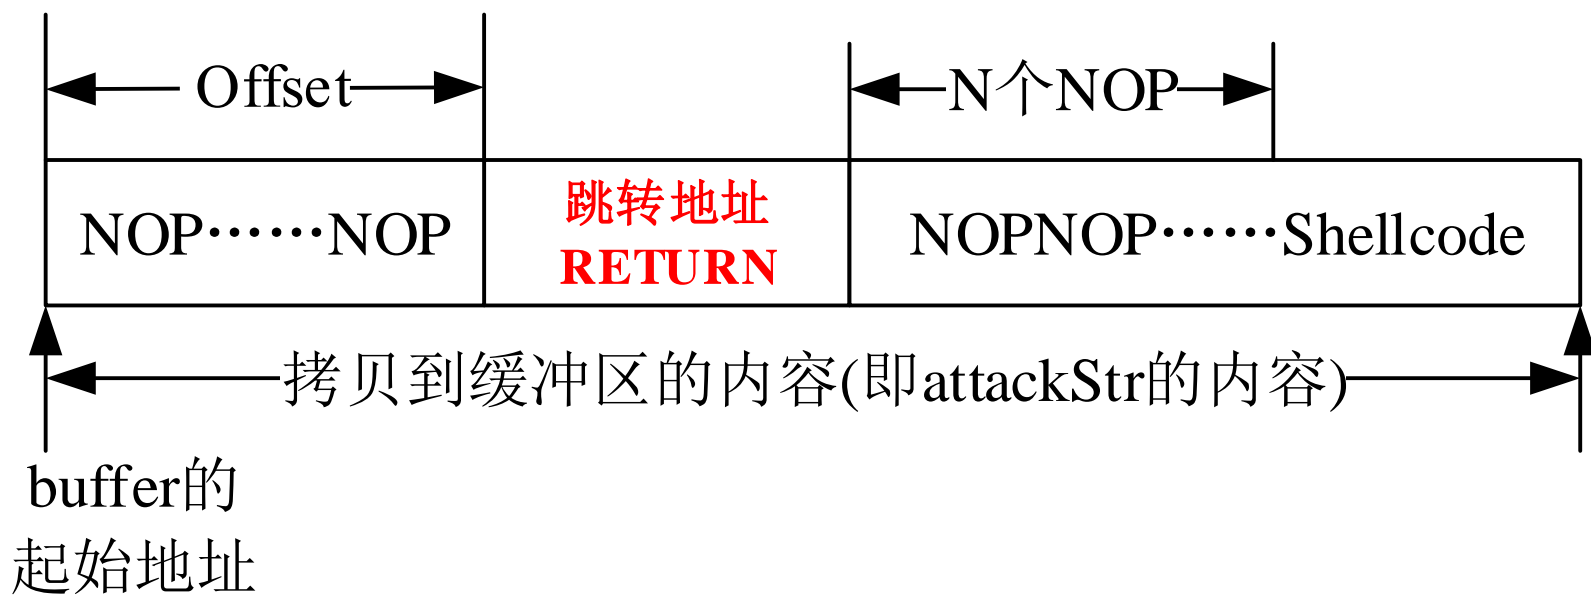 Offset
N个NOP
NOP……NOP
跳转地址
RETURN
NOPNOP……Shellcode
拷贝到缓冲区的内容(即attackStr的内容)
buffer的
起始地址